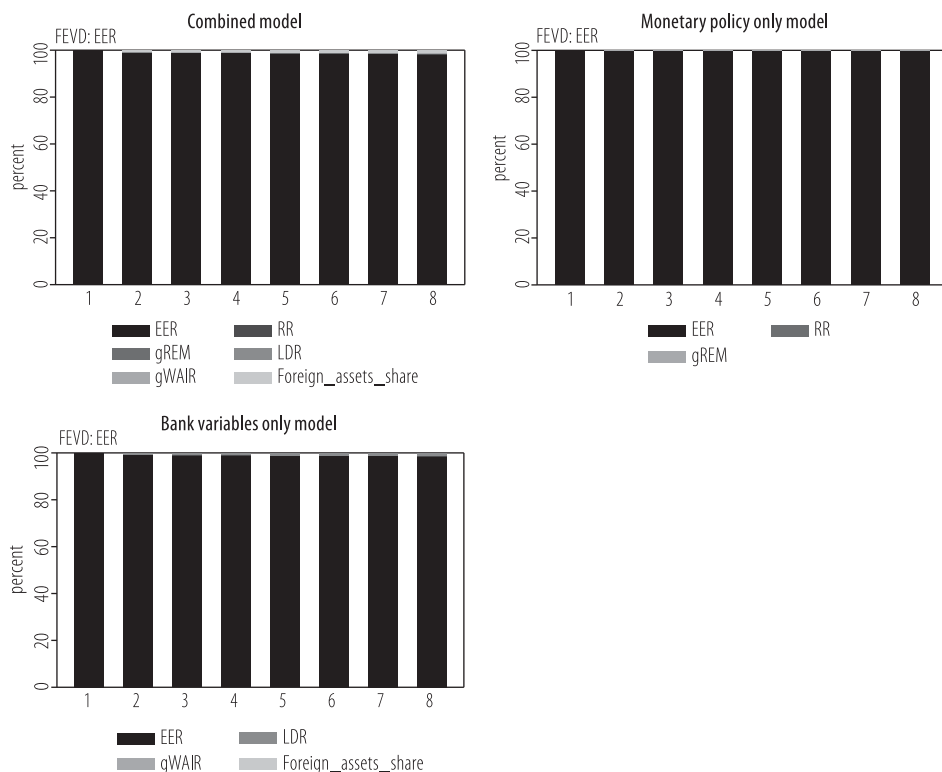 Combined model
FEVD: EER
percent
100
80
60
40
20
0
1 2 3 4 5 6 7 8
EER RR
gREM LDR
gWAIR Foreign_assets_share
Monetary policy only model
FEVD: EER
percent
100
80
60
40
20
0
1 2 3 4 5 6 7 8
EER RR
gREM
Bank variables only model
FEVD: EER
percent
100
80
60
40
20
0
1 2 3 4 5 6 7 8
EER LDR
gWAIR Foreign_assets_share